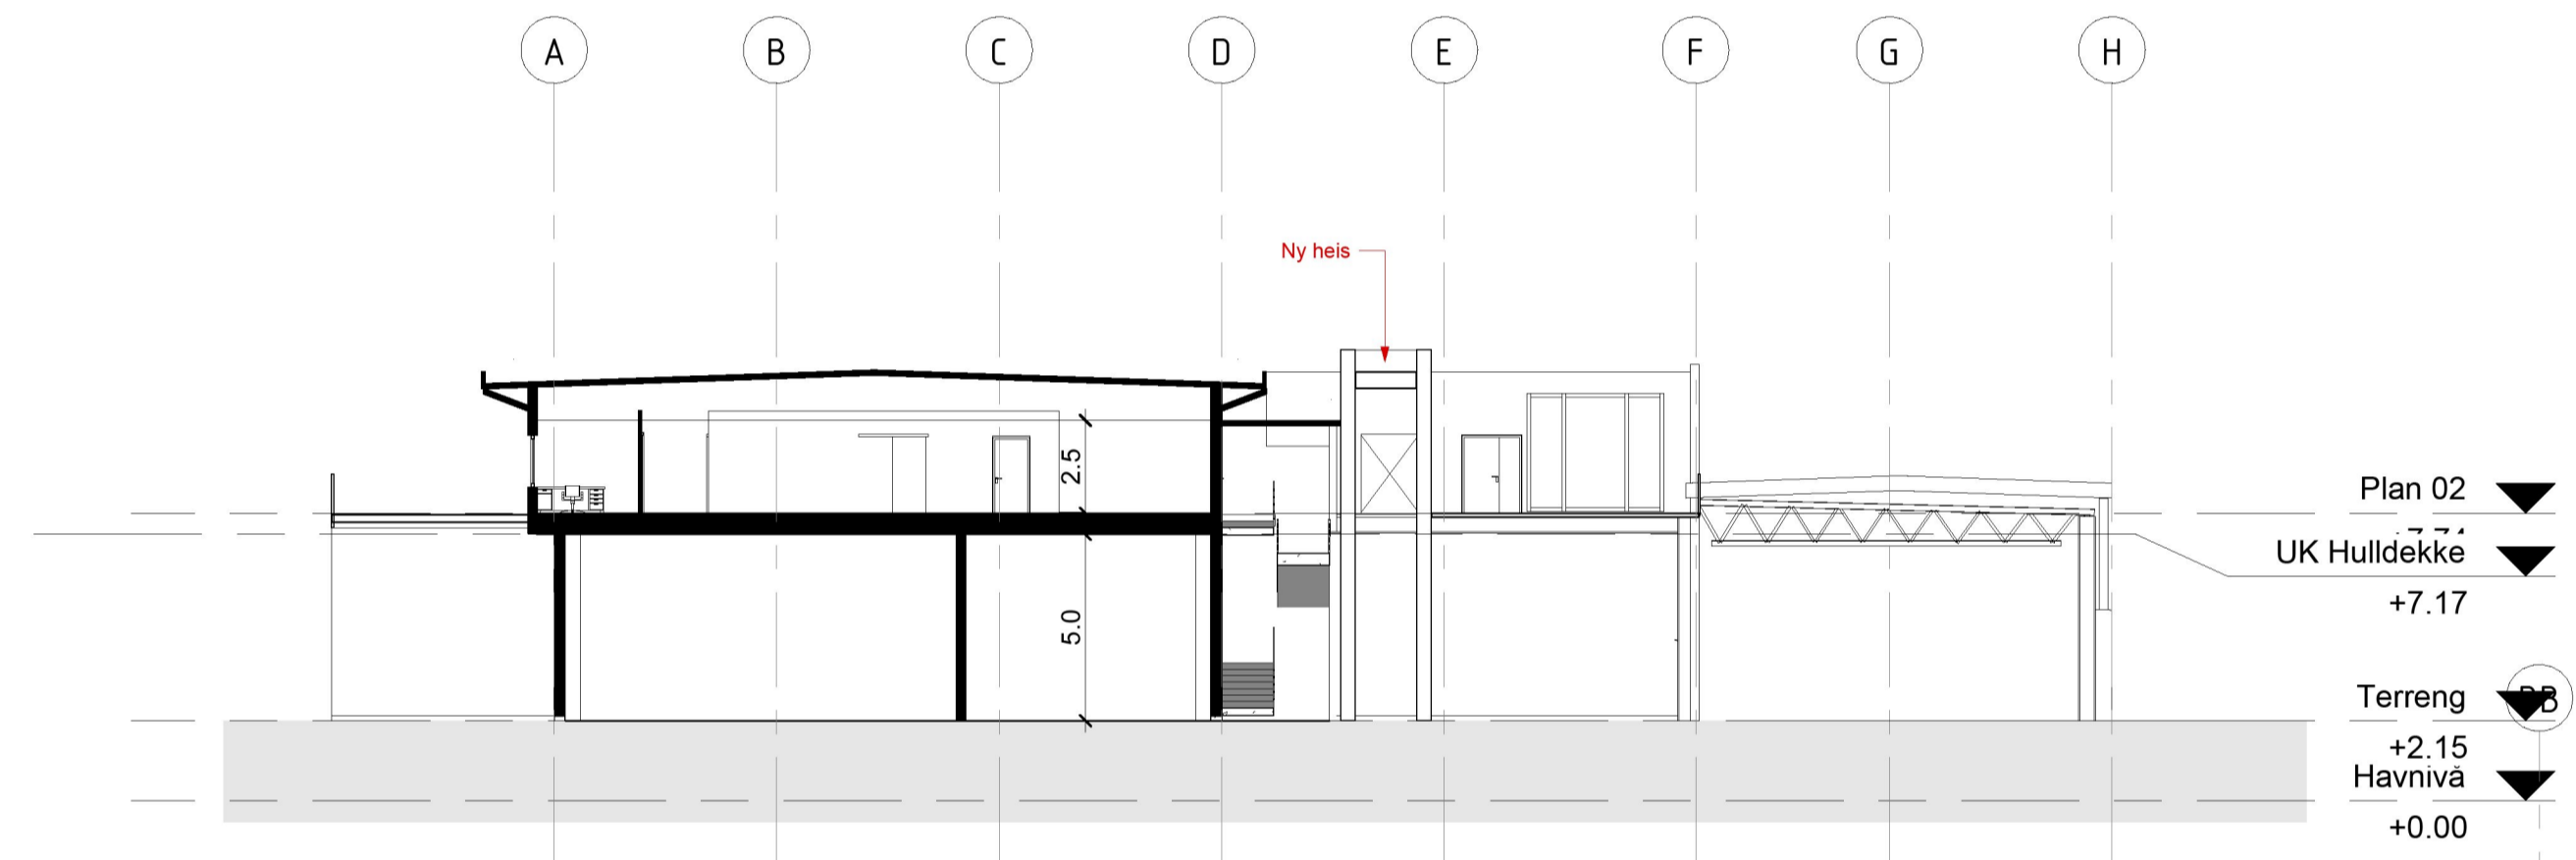 A B C D E F G H
Ny heis
2.5
5.0
Plan 02
UK Hulldekke
+7.17
Terreng
+2.15
Havnivå
+0.00